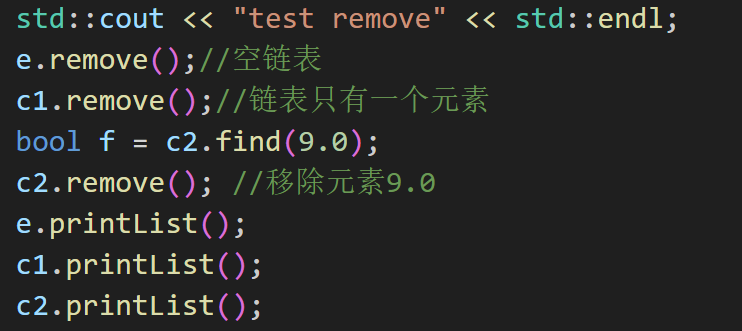 std::cout << "test remove" << std::endl;
e.remove();//空链表
c1.remove();//链表只有一个元素
bool f = c2.find(9.0);
c2.remove(); //移除元素9.0
e.printList();
c1.printList();
c2.printList();